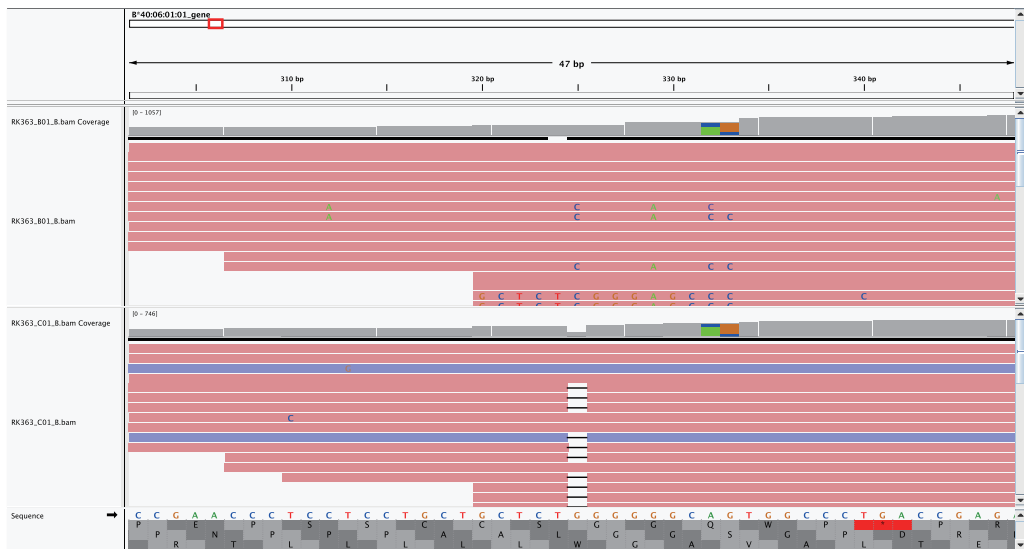 B*40:06:01:01_gene
47 bp
310 bp 320 bp 330 bp 340 bp
RK363_B01_B.bam Coverage
[0 - 1057]
A
A C A C
A C A C C
RK363_B01_B.bam
C A C C
G C T C T C G G G A G C C C C
RK363_C01_B.bam Coverage
[0 - 746]
G
C
RK363_C01_B.bam
Sequence
C C G A A C C C T C C T C C T G C T G C T C T G G G G G G C A G T G G C C C T G A C C G A G
P E P S S C C S G G Q W P * P R
P N P P P A A L G G S G P D R
R T L L L L L W G A V A L T E